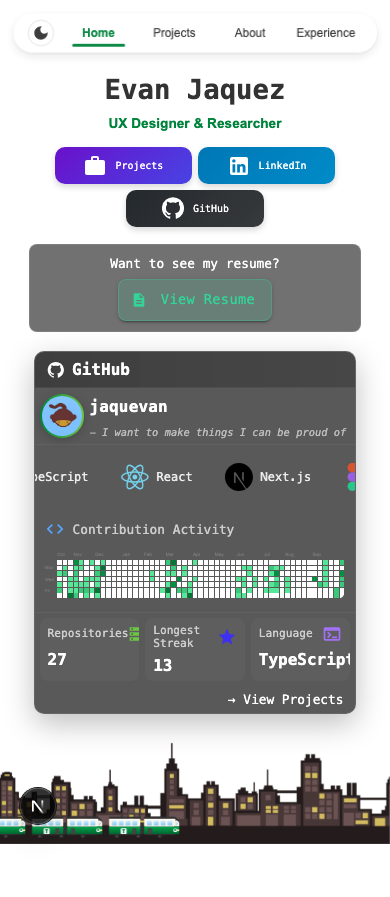 Home Projects About Experience
Evan Jaquez
UX Designer & Researcher
Projects
LinkedIn
GitHub
Want to see my resume?
View Resume
GitHub
jaquevan
— I want to make things I can be proud of
peScript React Next.js
Contribution Activity
Repositories
27
Longest
Streak
13
Language
TypeScript
→ View Projects
N